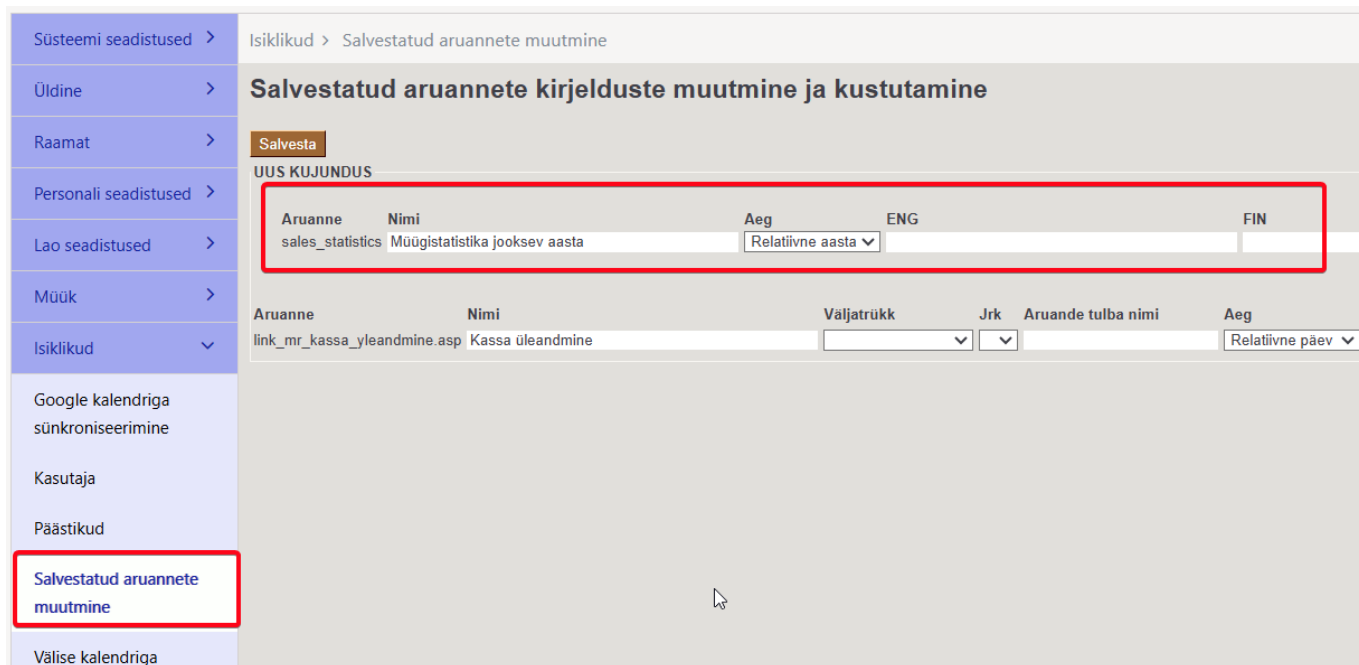 Süsteemi seadistused
Üldine
Raamat
Personali seadistused
Lao seadistused
Müük
Isiklikud
Google kalendriga
sünkroniseerimine
Kasutaja
Päästikud
Salvestatud aruannete
muutmine
Välise kalendriga
Isiklikud > Salvestatud aruannete muutmine
Salvestatud aruannete kirjelduste muutmine ja kustutamine
Salvesta
UUS KUJUNDUS
Aruanne Nimi Aeg ENG FIN
sales_statistics Müügistatistika jooksev aasta Relatiivne aasta
Aruanne Nimi Väljatrükk Jrk Aruande tulba nimi Aeg
link_mr_kassa_yleandmine.asp Kassa üleandmine Relatiivne päev